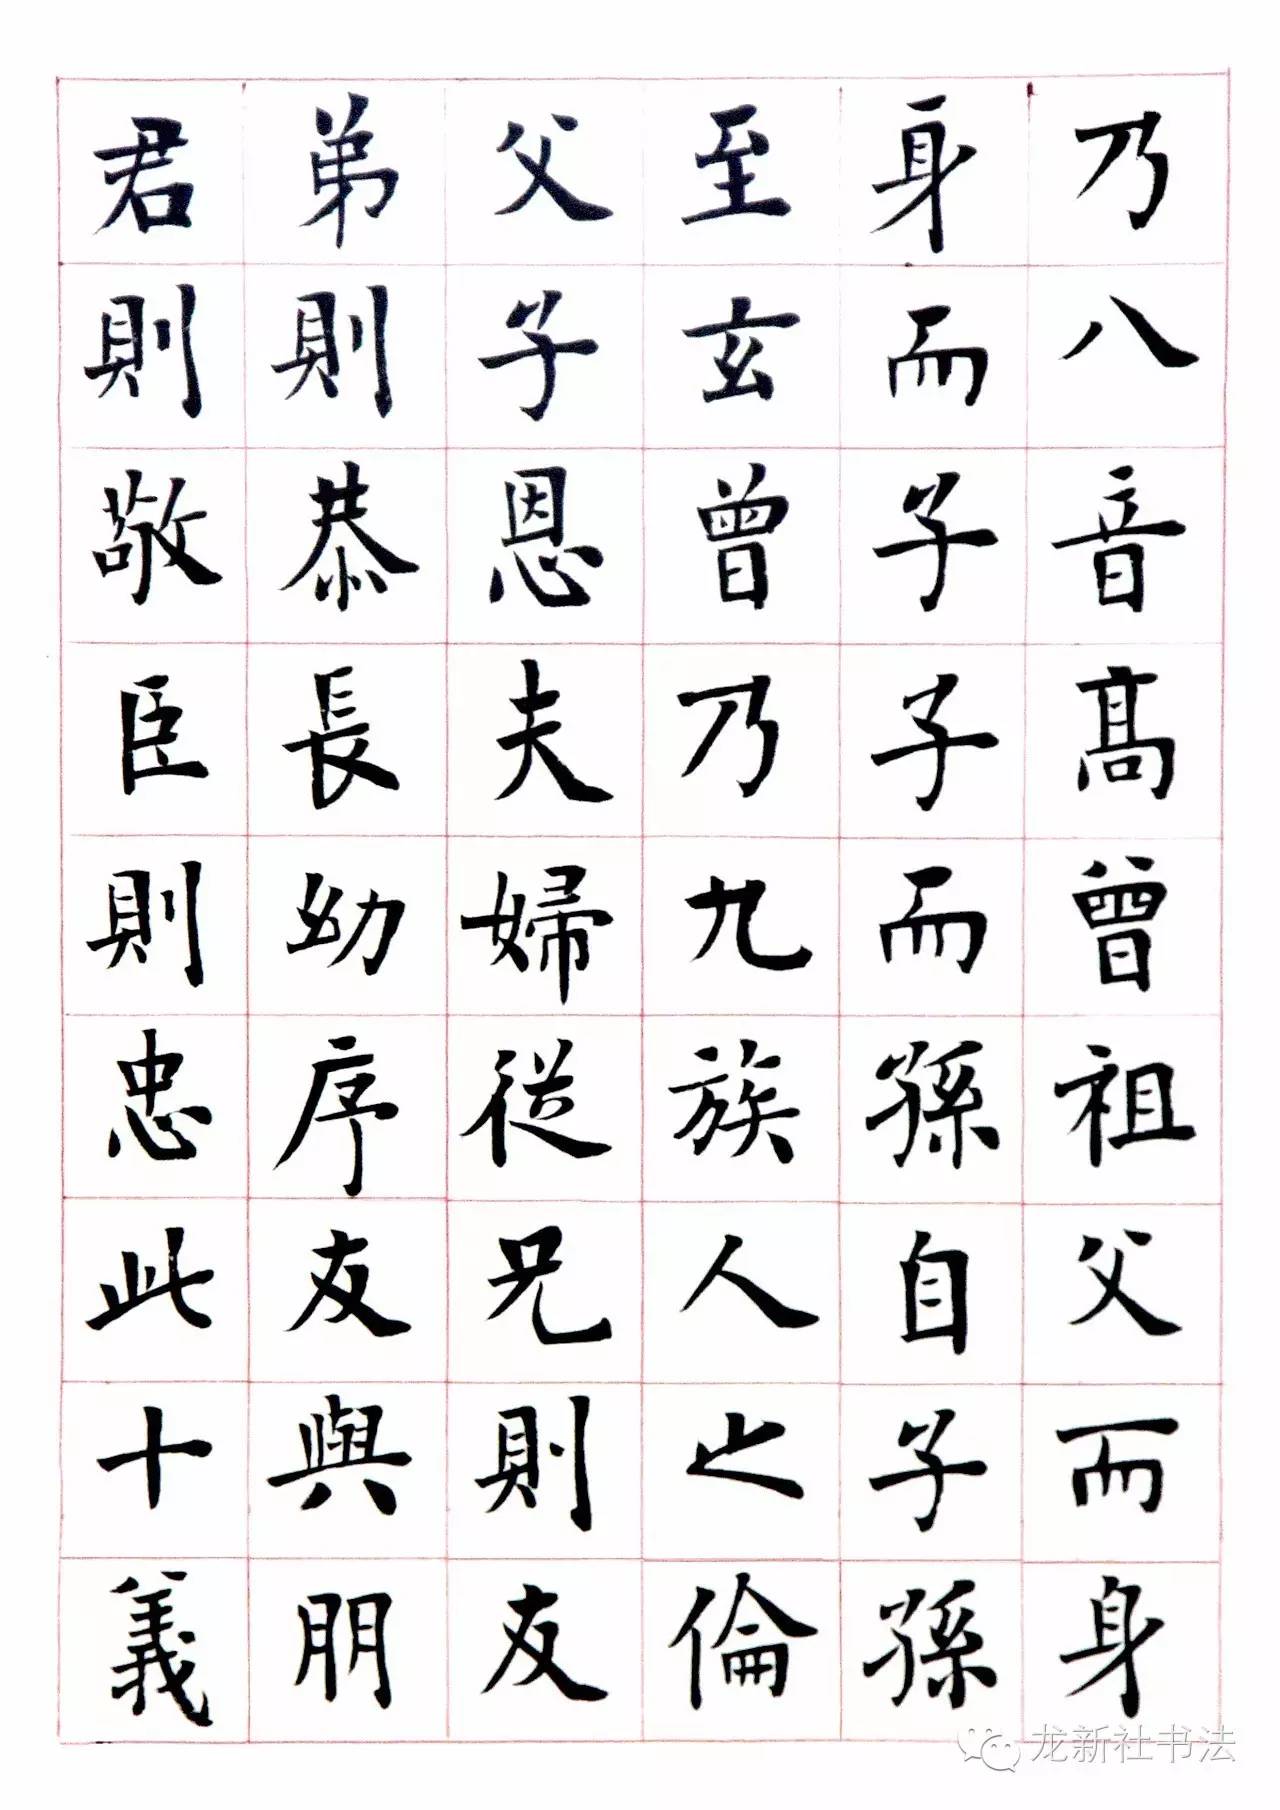 乃八音高曾祖父而身
身而子子而孫自子孫
至玄曾乃九族人之倫
父子恩夫婦從兄則友
弟則恭長幼序友與朋
君則敬臣則忠此十義
龙新社书法